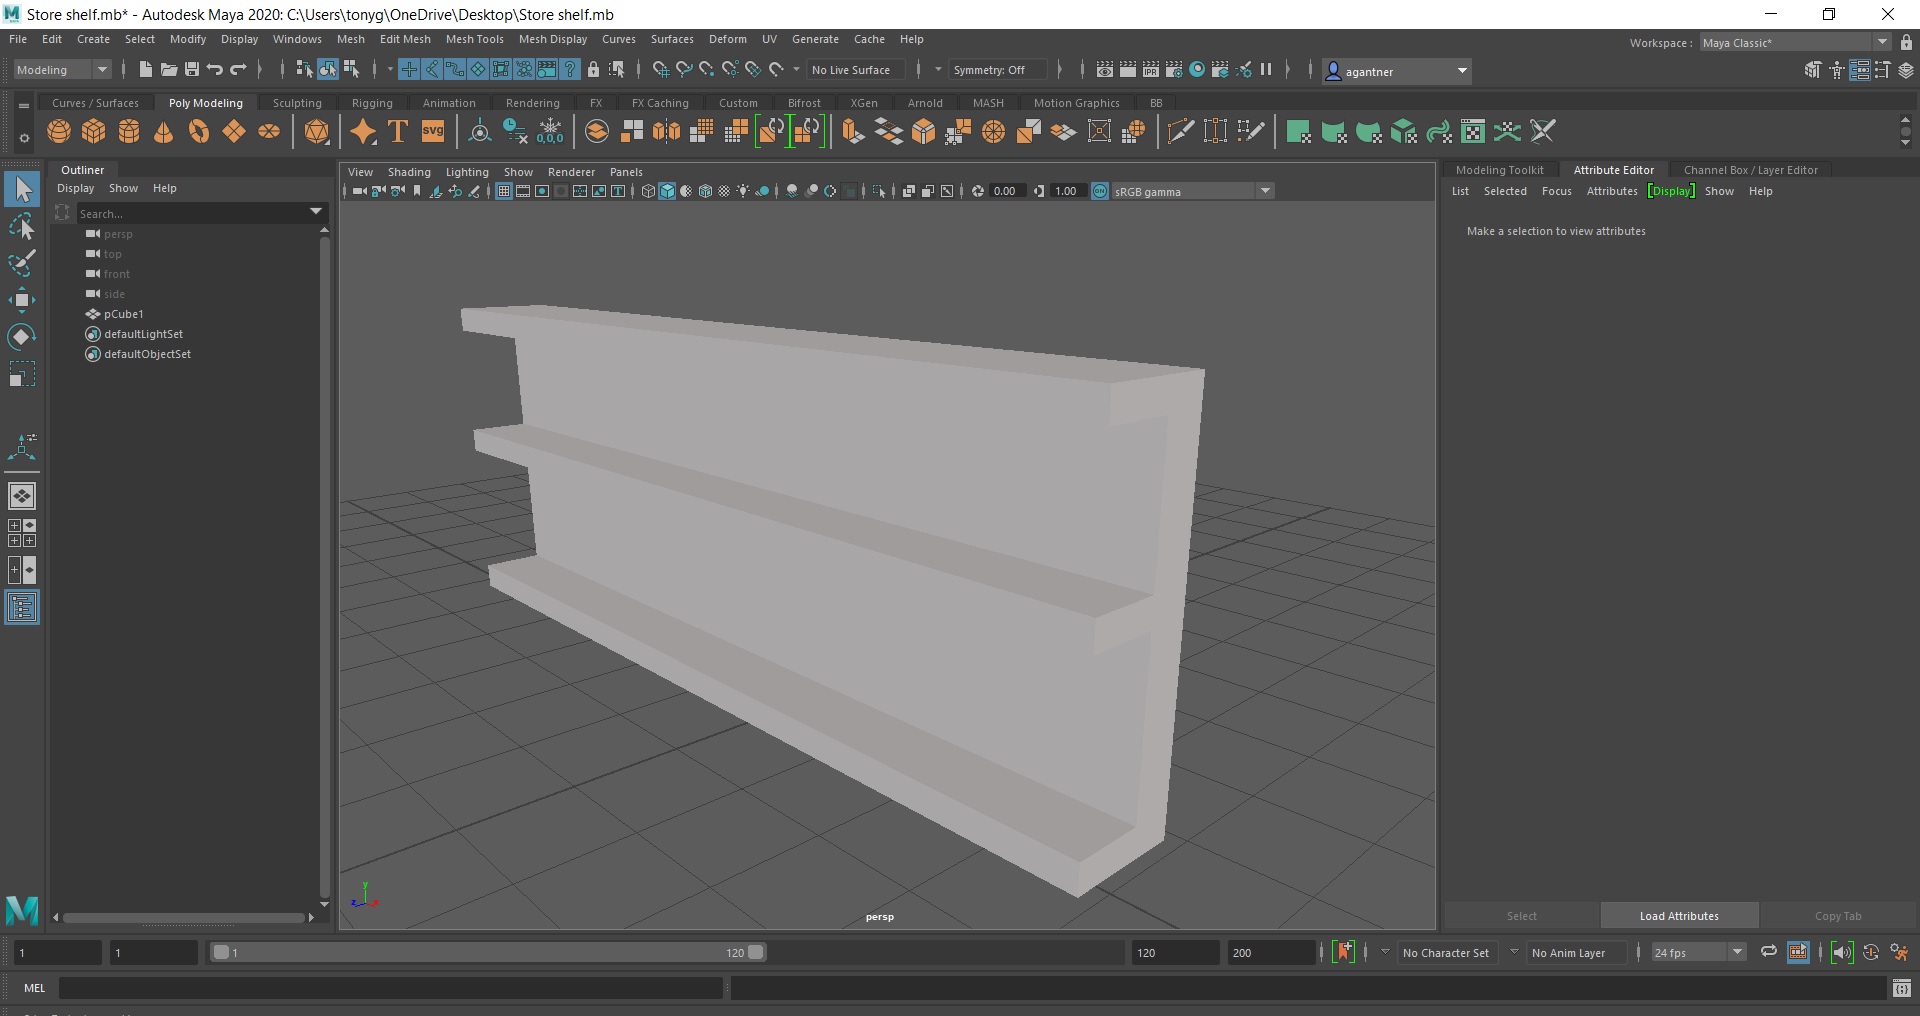 Store shelf.mb* - Autodesk Maya 2020: C:\Users\tonyg\OneDrive\Desktop\Store shelf.mb
File Edit Create Select Modify Display Windows Mesh Edit Mesh Mesh Tools Mesh Display Curves Surfaces Deform UV Generate Cache Help
Workspace : Maya Classic*
Modeling No Live Surface Symmetry: Off IPR agantner
Curves / Surfaces Poly Modeling Sculpting Rigging Animation Rendering FX FX Caching Custom Bifrost XGen Arnold MASH Motion Graphics BB
T SVG 0,0,0
Outliner
Display Show Help
Search...
persp
top
front
side
pCube1
defaultLightSet
defaultObjectSet
View Shading Lighting Show Renderer Panels
0.00 1.00 ON sRGB gamma
y
z x
persp
Modeling Toolkit Attribute Editor Channel Box / Layer Editor
List Selected Focus Attributes Display Show Help
Make a selection to view attributes
Select Load Attributes Copy Tab
1 1 1 120 120 200 No Character Set No Anim Layer 24 fps
MEL